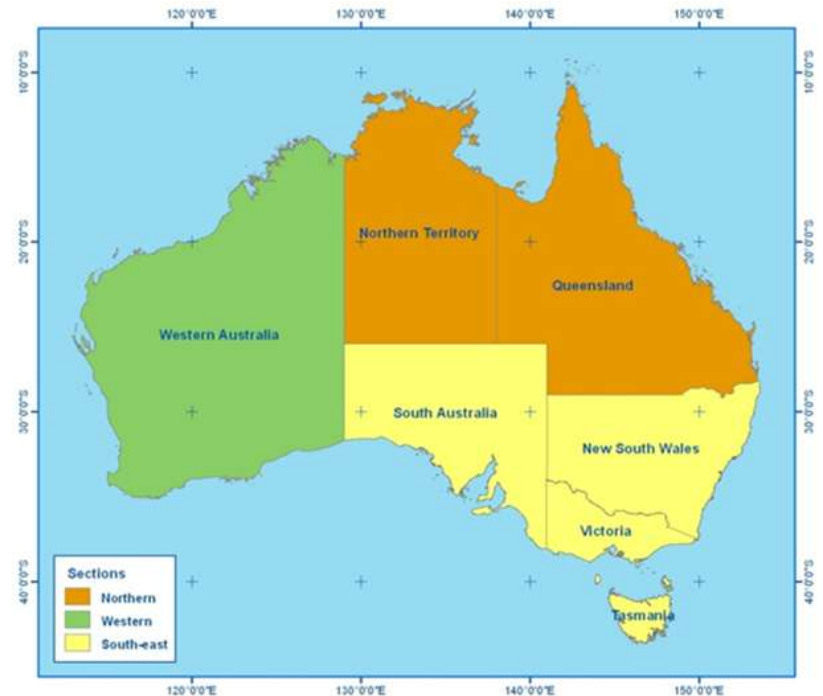 120°0'0"E 130°0'0"E 140°0'0"E 150°0'0"E
10°0'0"S 10°0'0"S
Northern Territory
20°0'0"S 20°0'0"S
Queensland
Western Australia
South Australia
30°0'0"S 30°0'0"S
New South Wales
Victoria
Sections
40°0'0"S 40°0'0"S
Northern
Tasmania
Western
South-east
120°0'0"E 130°0'0"E 140°0'0"E 150°0'0"E